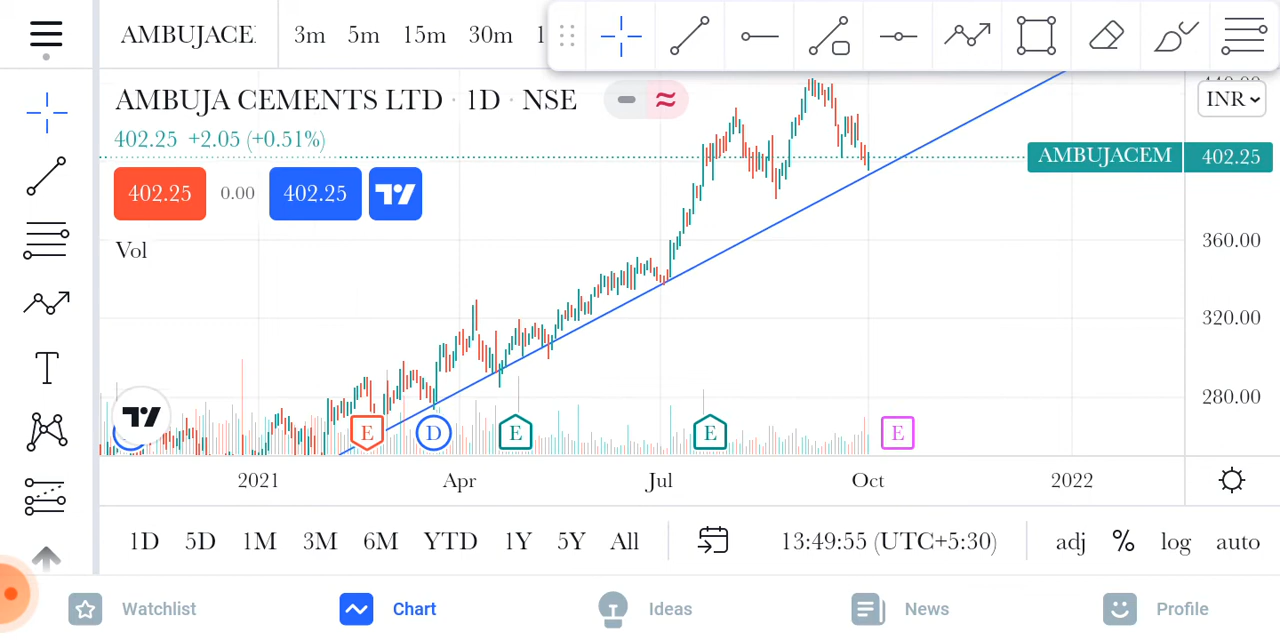 AMBUJACE 3m 5m 15m 30m 1
AMBUJA CEMENTS LTD · 1D · NSE
INR
402.25 +2.05 (+0.51%)
AMBUJACEM 402.25
402.25 0.00 402.25
Vol
360.00
320.00
280.00
E D E E E
2021 Apr Jul Oct 2022
1D 5D 1M 3M 6M YTD 1Y 5Y All 13:49:55 (UTC+5:30) adj % log auto
Watchlist Chart Ideas News Profile